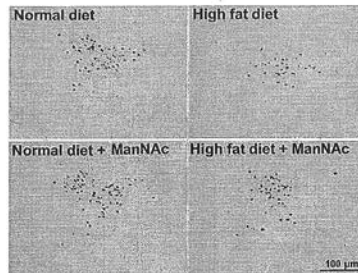 Normal diet
High fat diet
Normal diet + ManNAc
High fat diet + ManNAc
100 µm